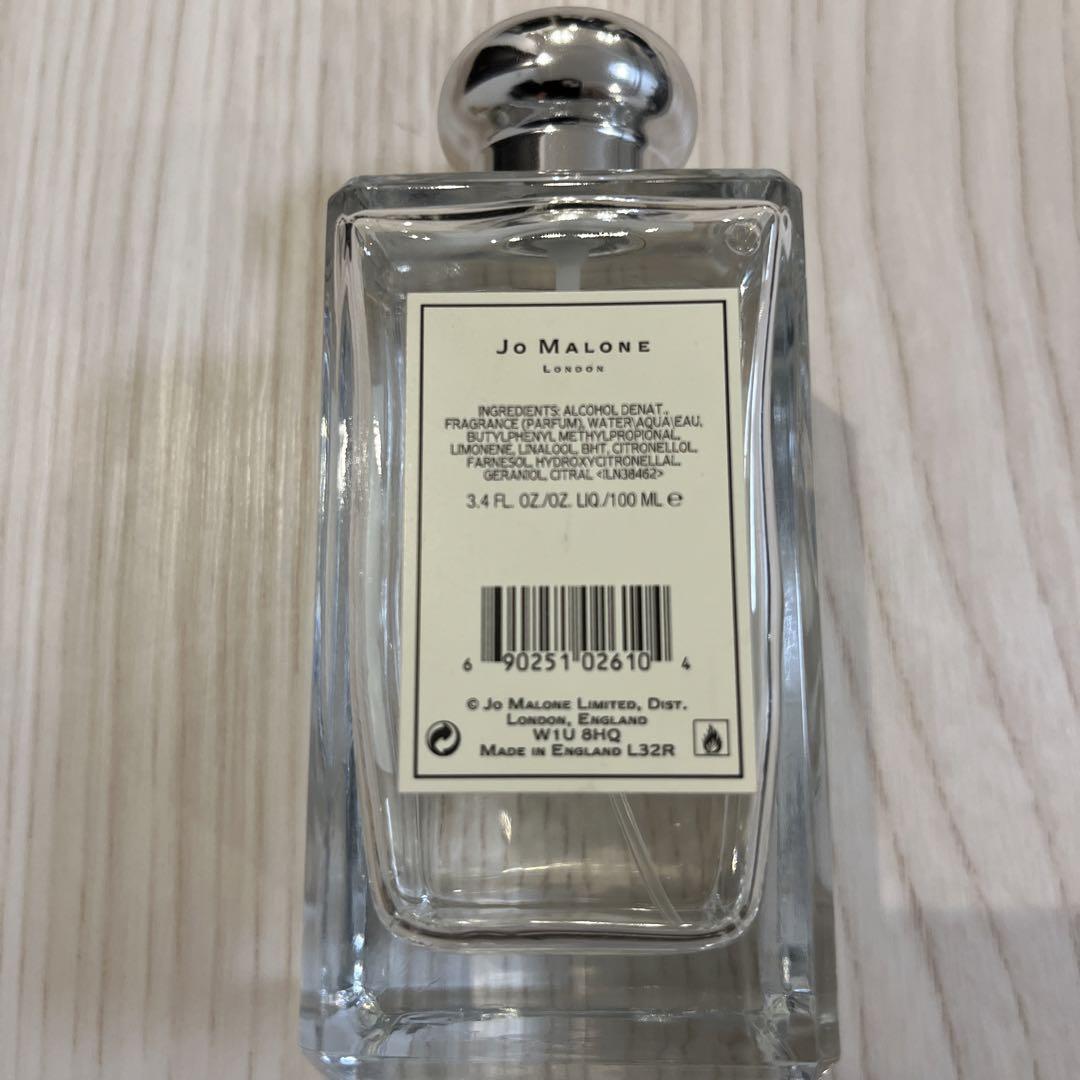 Jo Malone
London
INGREDIENTS: ALCOHOL DENAT.,
FRAGRANCE (PARFUM), WATER\AQUA\EAU,
BUTYLPHENYL METHYLPROPIONAL,
LIMONENE, LINALOOL, BHT, CITRONELLOL,
FARNESOL, HYDROXYCITRONELLAL,
GERANIOL, CITRAL <ILN38462>
3.4 FL. OZ./OZ. LIQ./100 ML ℮
6 90251 02610 4
© Jo Malone Limited, Dist.
London, England
W1U 8HQ
Made in England L32R